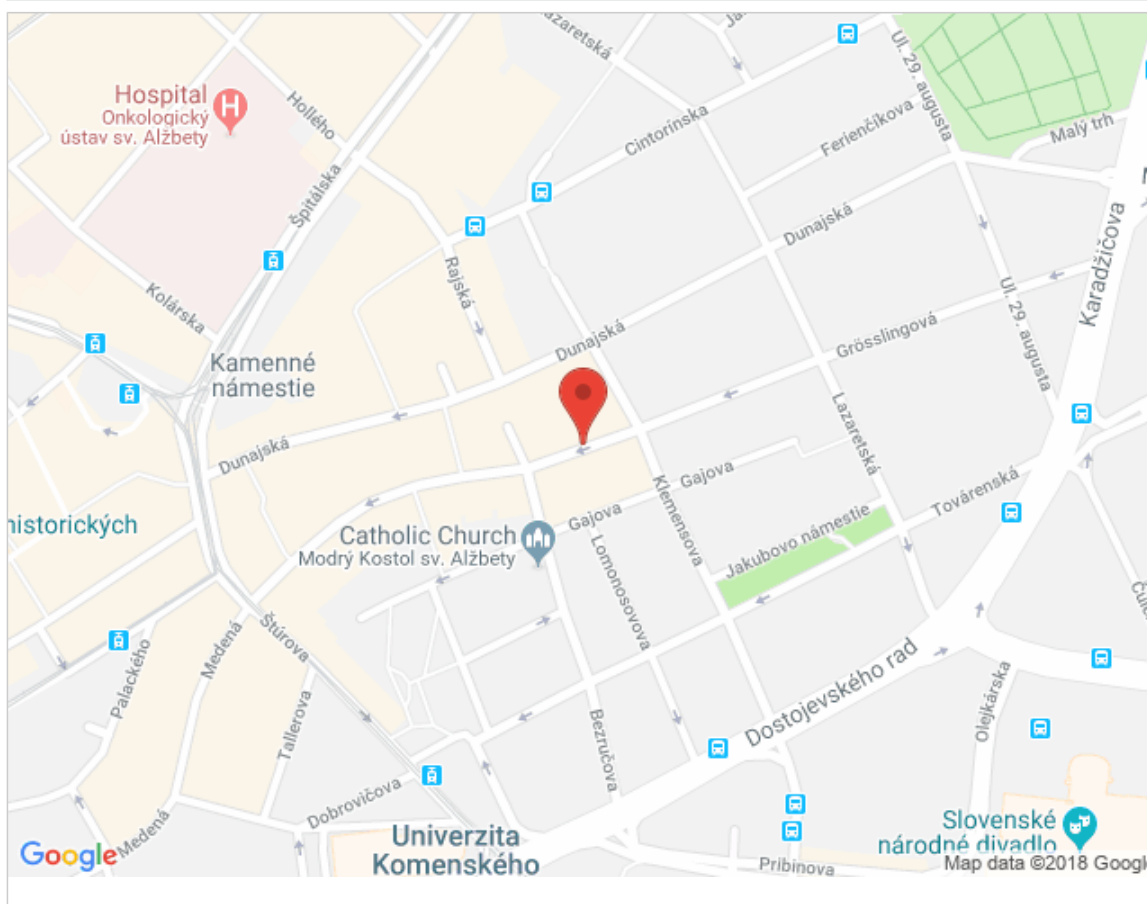 Lazaretská
Ja
Ul. 29. augusta
Hospital
Onkologický
ústav sv. Alžbety
Hollého
Cintorínska
Ferienčíkova
Malý trh
Špitálska
Dunajská
Karadžičova
Rajská
Kolárska
Ul. 29. augusta
Grösslingová
Dunajská
Kamenné
námestie
Lazaretská
Dunajská
Gajova
Klemensova
Továrenská
historických
Catholic Church
Modrý Kostol sv. Alžbety
Gajova
Jakubovo námestie
Lomonosovova
Štúrova
Medená
Palackého
Tallerova
Bezručova
Dostojevského rad
Olejkárska
Dobrovičova
Medená
Google
Univerzita
Komenského
Slovenské
národné divadlo
Pribinova
Map data ©2018 Google